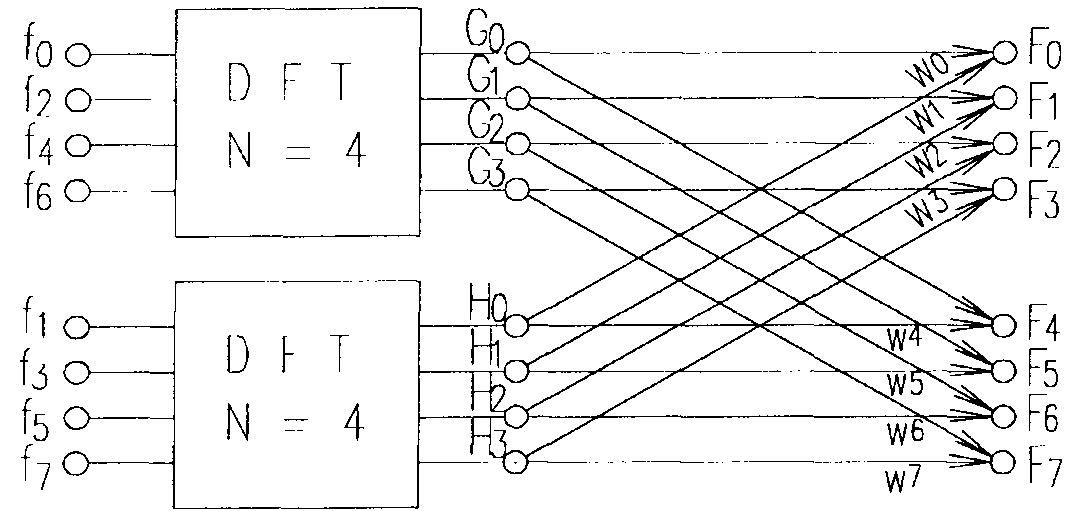 f0 G0 W0 F0
f2 D F T G1 W1 F1
f4 N = 4 G2 W2 F2
f6 G3 W3 F3
f1 H0 W4 F4
f3 D F T H1 W5 F5
f5 N = 4 H2 W6 F6
f7 H3 W7 F7